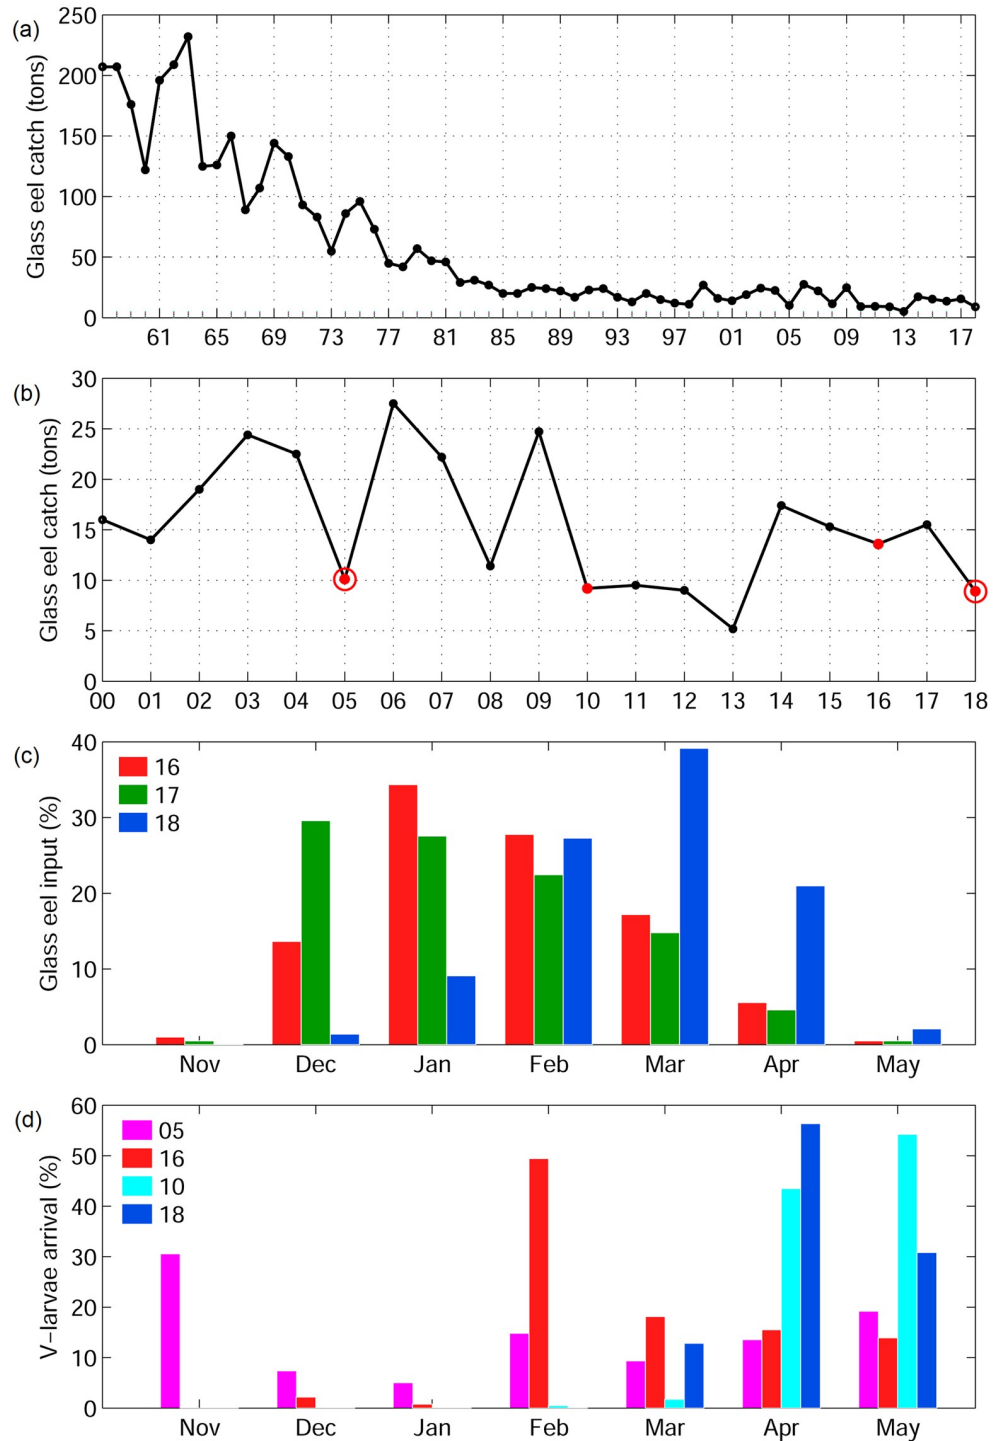 (a)
Glass eel catch (tons)
250
200
150
100
50
0
61 65 69 73 77 81 85 89 93 97 01 05 09 13 17
(b)
Glass eel catch (tons)
30
25
20
15
10
5
0
00 01 02 03 04 05 06 07 08 09 10 11 12 13 14 15 16 17 18
(c)
Glass eel input (%)
40
30
20
10
0
16
17
18
Nov Dec Jan Feb Mar Apr May
(d)
V-larvae arrival (%)
60
50
40
30
20
10
0
05
16
10
18
Nov Dec Jan Feb Mar Apr May